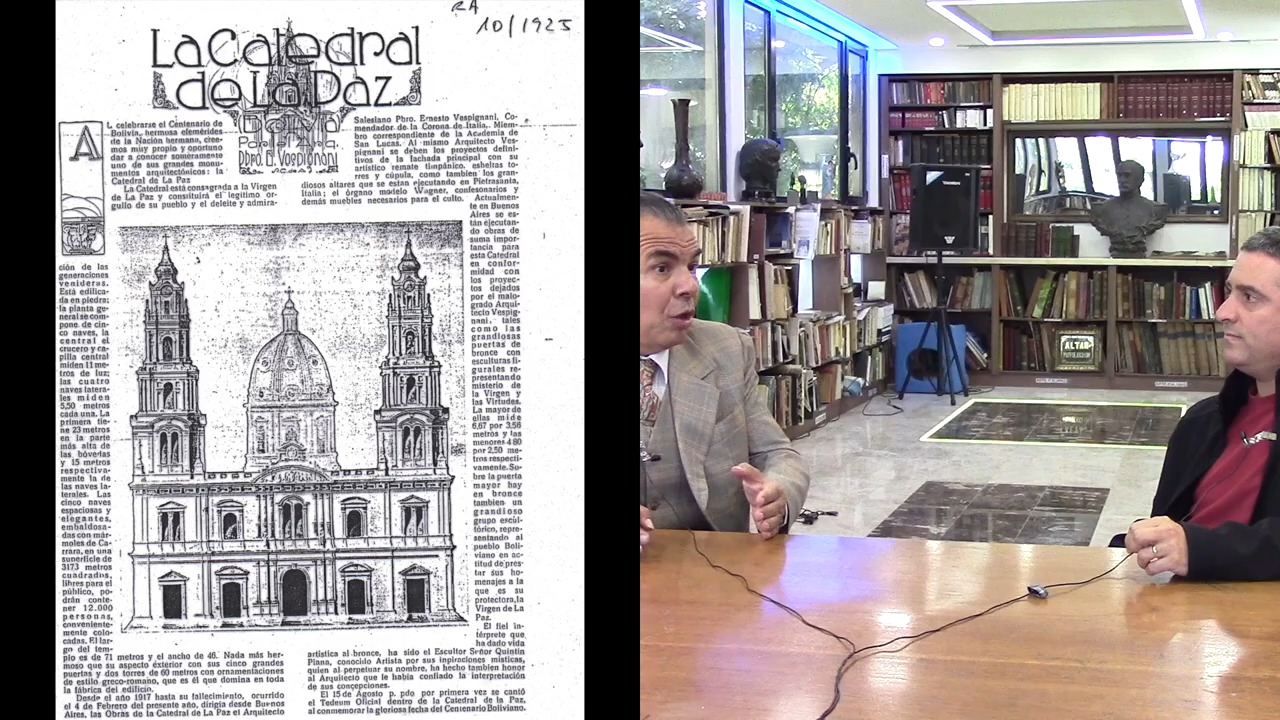 RA
10/1925
La Catedral
de La Paz
Pbro. E. Vespignani
A
L celebrarse el Centenario de
Bolivia, hermosa efemérides
de la Nación hermana, cree-
mos muy propio y oportuno
dar a conocer someramente
uno de sus grandes monu-
mentos arquitectónicos: la
Catedral de La Paz
La Catedral está consagrada a la Virgen
de La Paz y constituirá el legítimo or-
gullo de su pueblo y el deleite y admira-
ción de las
generaciones
venideras.
Está edifica-
da en piedra;
la planta ge-
neral se com-
pone de cin-
co naves, la
central el
crucero y ca-
pilla central
miden 11 me-
tros de luz;
las cuatro
naves latera-
les miden
5,50 metros
cada una. La
primera tie-
ne 23 metros
en la parte
más alta de
las bóvedas
y 15 metros
respectiva-
mente la de
las naves la-
terales. Las
cinco naves
espaciosas y
elegantes,
embaldosa-
das con már-
moles de Ca-
rrara, en una
superficie de
3173 metros
cuadrados,
libres para el
público, po-
drán conte-
ner 12.000
personas,
conveniente-
mente colo-
cadas. El lar-
go del tem-
plo es de 71 metros y el ancho de 46. Nada más her-
moso que su aspecto exterior con sus cinco grandes
puertas y dos torres de 60 metros con ornamentaciones
de estilo greco-romano, que es él que domina en toda
la fábrica del edificio.
Desde el año 1917 hasta su fallecimiento, ocurrido
el 4 de Febrero del presente año, dirigía desde Buenos
Aires, las Obras de la Catedral de La Paz el Arquitecto
Salesiano Pbro. Ernesto Vespignani, Co-
mendador de la Corona de Italia. Miem-
bro correspondiente de la Academia de
San Lucas. Al mismo Arquitecto Ves-
pignani se deben los proyectos defini-
tivos de la fachada principal con su
artístico remate timpánico, esbeltas to-
rres y cúpula, como tambien los gran-
diosos altares que se estan ejecutando en Pietrasanta,
Italia; el órgano modelo Wagner, confesonarios y
demás muebles necesarios para el culto. Actualmen-
te en Buenos
Aires se es-
tán ejecutan-
do obras de
suma impor-
tancia para
esta Catedral
en confor-
midad con
los proyec-
tos dejados
por el malo-
grado Arqui-
tecto Vespig-
nani, tales
como las
grandiosas
puertas de
bronce con
esculturas fi-
gurales re-
presentando
misterio de
la Virgen y
las Virtudes.
La mayor de
ellas mide
6,67 por 3.56
metros y las
menores 4 80
por 2,50 me-
tros respecti-
vamente. So-
bre la puerta
mayor hay
en bronce
tambien un
grandioso
grupo escul-
tórico, repre-
sentando al
pueblo Boli-
viano en ac-
titud de pres-
tar sus ho-
menajes a la
que es su
protectora, la
Virgen de La
Paz.
El fiel in-
térprete que
ha dado vida
artística al bronce, ha sido el Escultor Señor Quintin
Piana, conocido Artista por sus inpiraciones místicas,
quien al perpetuar su nombre, ha hecho tambien honor
al Arquitecto que le había confiado la interpretación
de sus concepciones.
El 15 de Agosto p. pdo por primera vez se cantó
el Tedeum Oficial dentro de la Catedral de La Paz,
al conmemorar la gloriosa fecha del Centenario Boliviano.
ALTAR